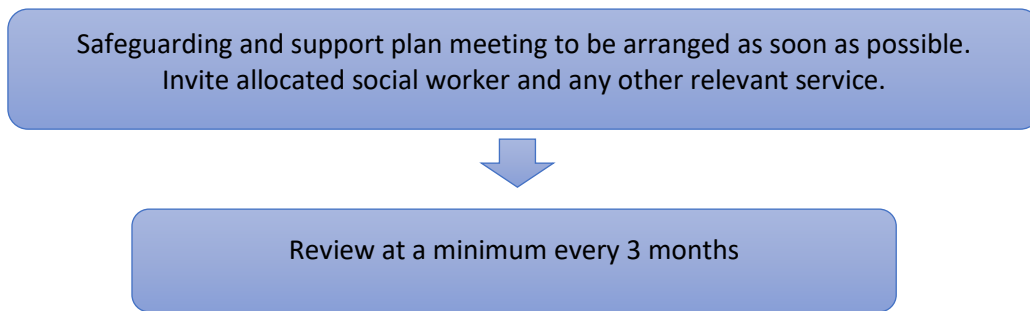 Safeguarding and support plan meeting to be arranged as soon as possible.
Invite allocated social worker and any other relevant service.
Review at a minimum every 3 months